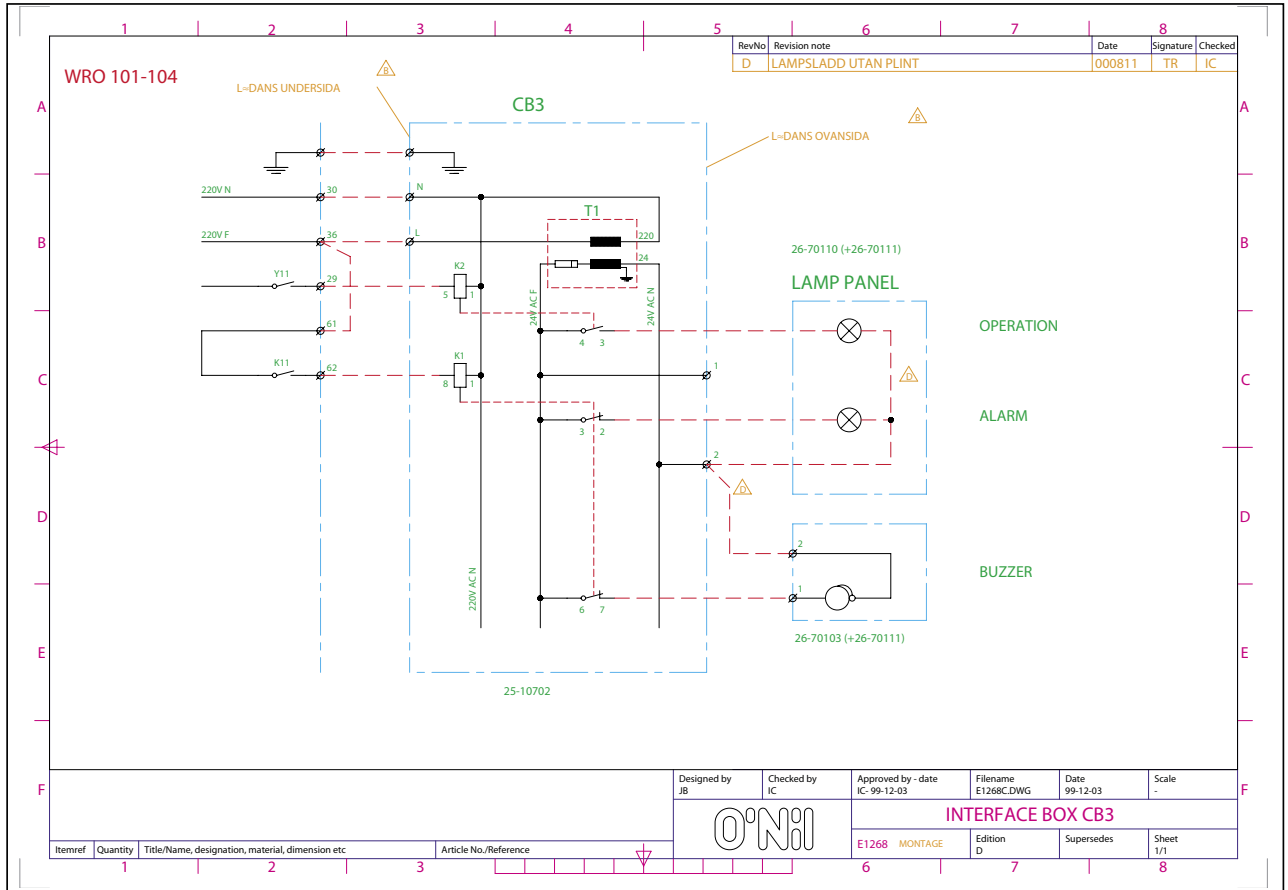 1 2 3 4 5 6 7 8
RevNo Revision note Date Signature Checked
D LAMPSLADD UTAN PLINT 000811 TR IC
WRO 101-104
B
L=DANS UNDERSIDA
A
CB3
B
A
L=DANS OVANSIDA
220V N
30
N
T1
220V F
36
L
220
B
26-70110 (+26-70111)
B
24
K2
Y11
29
5 1
LAMP PANEL
24V AC F
24V AC N
61
4 3
OPERATION
K1
1
K11
62
8 1
C
D
C
3 2
ALARM
2
D
D
D
2
220V AC N
BUZZER
1
6 7
26-70103 (+26-70111)
E
E
25-10702
F
Designed by
JB
Checked by
IC
Approved by - date
IC- 99-12-03
Filename
E1268C.DWG
Date
99-12-03
Scale
-
F
O'Nil
INTERFACE BOX CB3
E1268 MONTAGE
Edition
D
Supersedes
Sheet
1/1
Itemref Quantity Title/Name, designation, material, dimension etc Article No./Reference
1 2 3 6 7 8